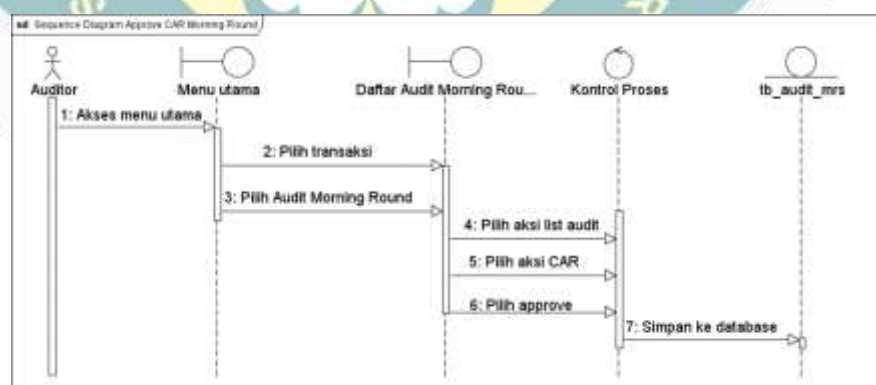 sd Sequence Diagram Approve CAR Morning Round
Auditor
Menu utama
Daftar Audit Morning Rou...
Kontrol Proses
tb_audit_mrs
1: Akses menu utama
2: Pilih transaksi
3: Pilih Audit Morning Round
4: Pilih aksi list audit
5: Pilih aksi CAR
6: Pilih approve
7: Simpan ke database